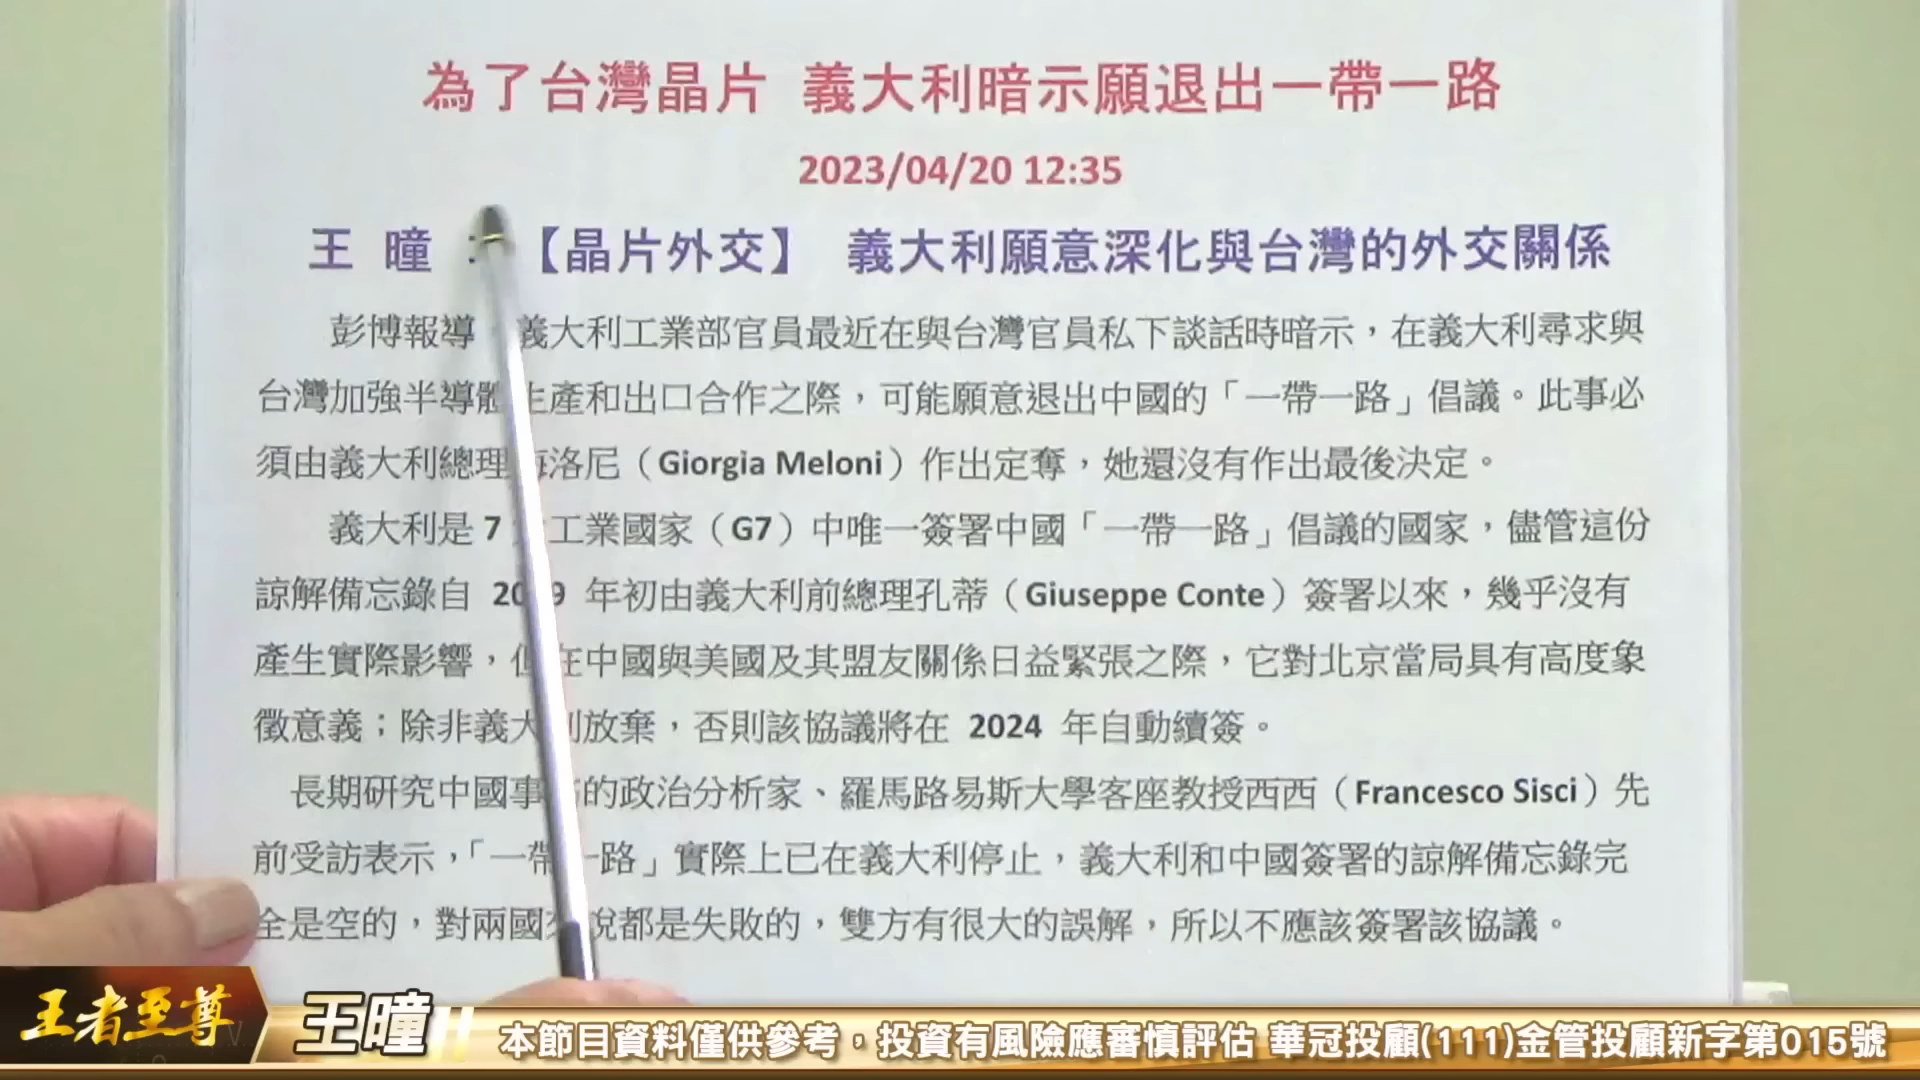 為了台灣晶片 義大利暗示願退出一帶一路
2023/04/20 12:35
王 曈 : 【晶片外交】 義大利願意深化與台灣的外交關係
彭博報導 義大利工業部官員最近在與台灣官員私下談話時暗示，在義大利尋求與
台灣加強半導體生產和出口合作之際，可能願意退出中國的「一帶一路」倡議。此事必
須由義大利總理 洛尼（Giorgia Meloni）作出定奪，她還沒有作出最後決定。
義大利是 7 工業國家（G7）中唯一簽署中國「一帶一路」倡議的國家，儘管這份
諒解備忘錄自 年初由義大利前總理孔蒂（Giuseppe Conte）簽署以來，幾乎沒有
產生實際影響，但在中國與美國及其盟友關係日益緊張之際，它對北京當局具有高度象
徵意義；除非義大利放棄，否則該協議將在 2024 年自動續簽。
長期研究中國事 的政治分析家、羅馬路易斯大學客座教授西西（Francesco Sisci）先
前受訪表示，「一帶一路」實際上已在義大利停止，義大利和中國簽署的諒解備忘錄完
全是空的，對兩國 說都是失敗的，雙方有很大的誤解，所以不應該簽署該協議。
王者至尊
王曈
本節目資料僅供參考，投資有風險應審慎評估 華冠投顧(111)金管投顧新字第015號